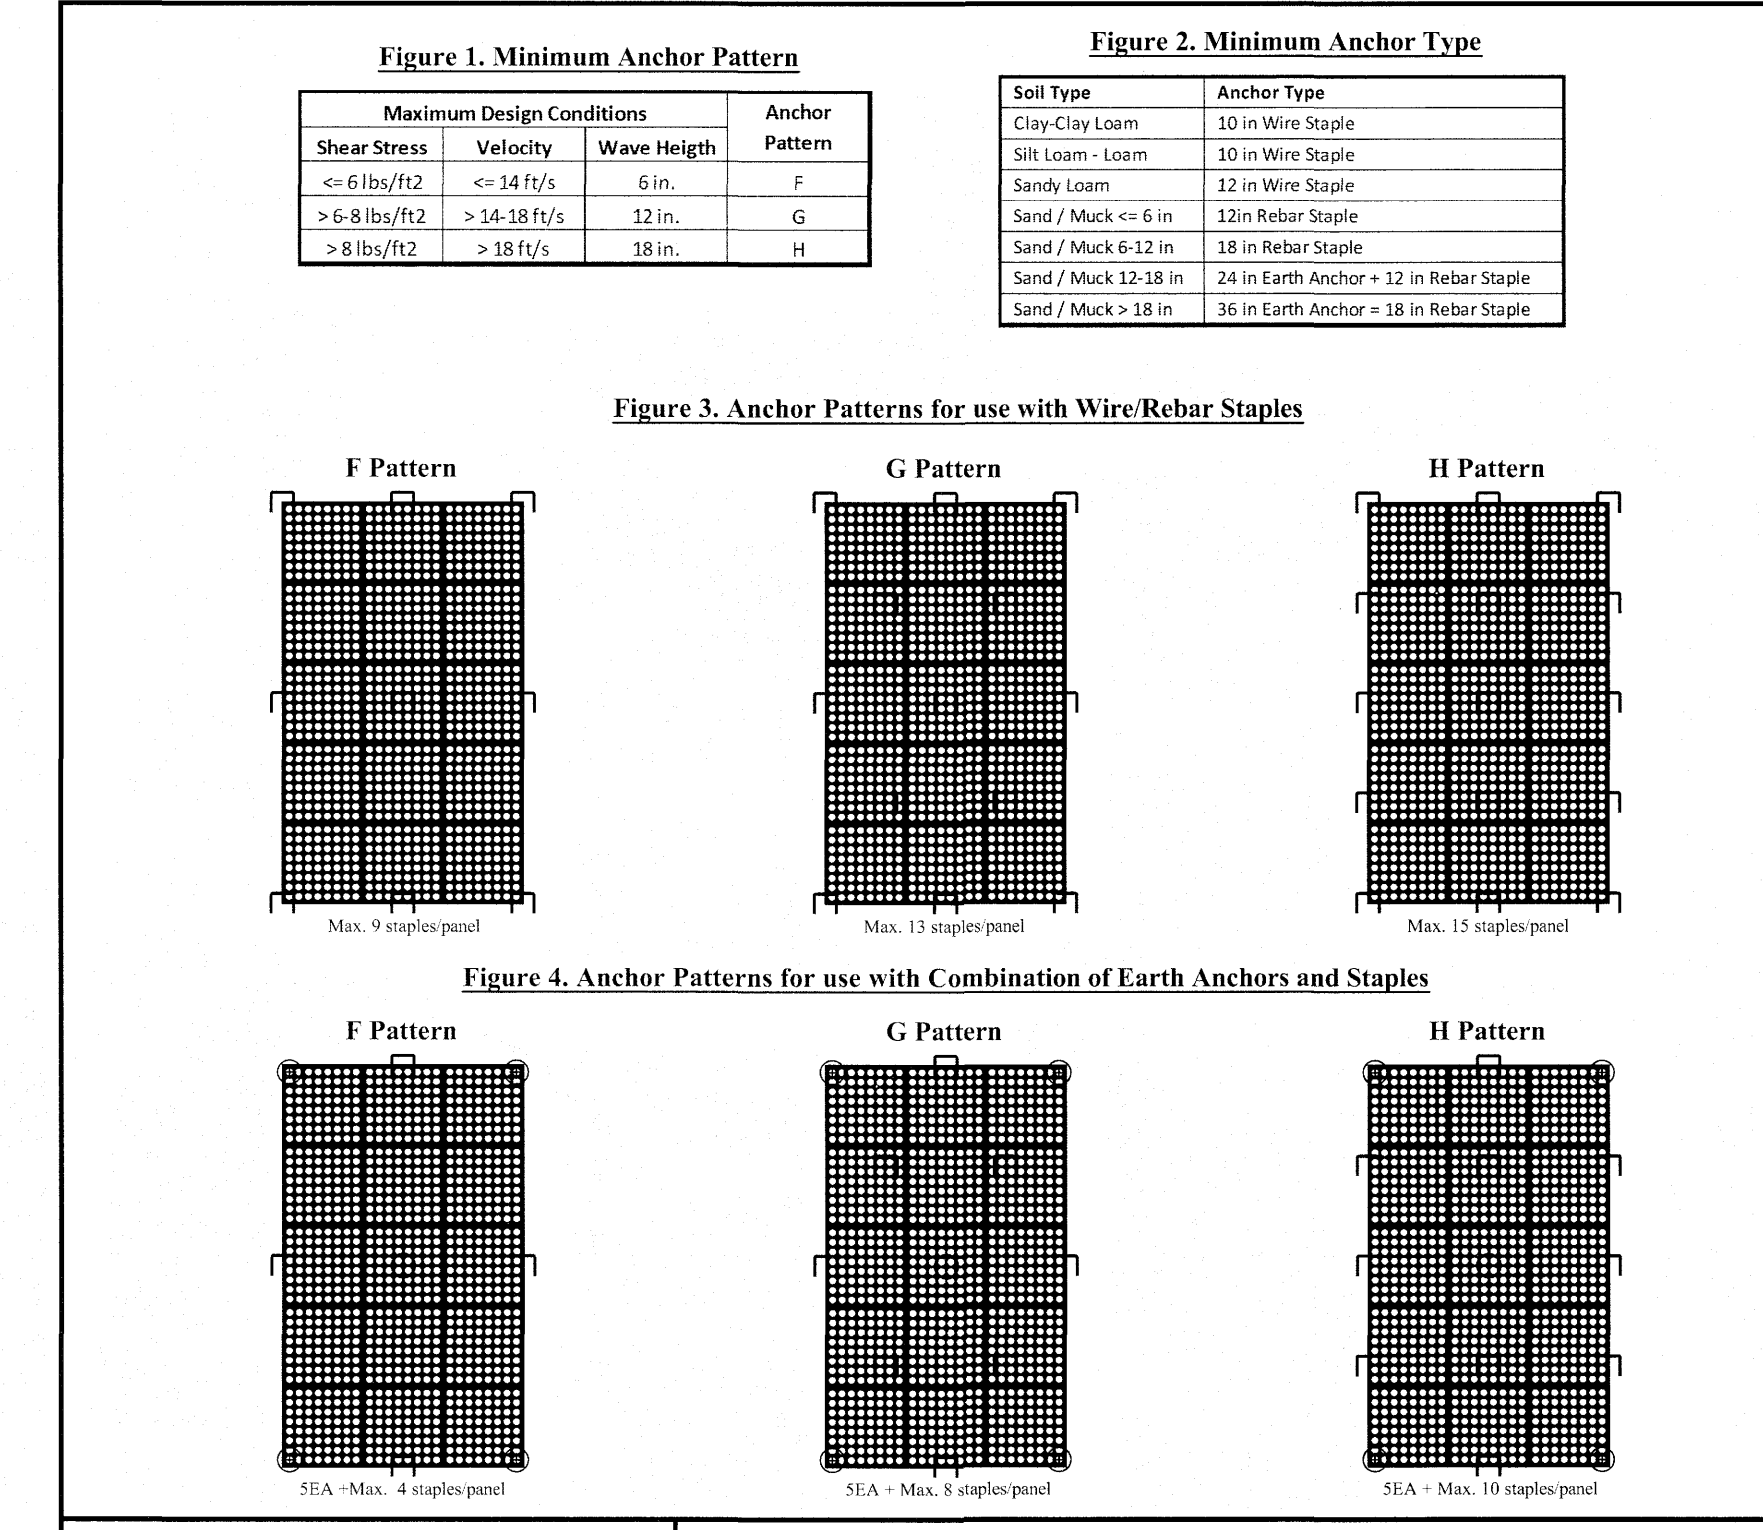 Figure 1. Minimum Anchor Pattern
Maximum Design Conditions Anchor Pattern
Shear Stress Velocity Wave Heigth
<= 6 lbs/ft2 <= 14 ft/s 6 in. F
> 6-8 lbs/ft2 > 14-18 ft/s 12 in. G
> 8 lbs/ft2 > 18 ft/s 18 in. H
Figure 2. Minimum Anchor Type
Soil Type Anchor Type
Clay-Clay Loam 10 in Wire Staple
Silt Loam - Loam 10 in Wire Staple
Sandy Loam 12 in Wire Staple
Sand / Muck <= 6 in 12in Rebar Staple
Sand / Muck 6-12 in 18 in Rebar Staple
Sand / Muck 12-18 in 24 in Earth Anchor + 12 in Rebar Staple
Sand / Muck > 18 in 36 in Earth Anchor = 18 in Rebar Staple
Figure 3. Anchor Patterns for use with Wire/Rebar Staples
F Pattern G Pattern H Pattern
Max. 9 staples/panel Max. 13 staples/panel Max. 15 staples/panel
Figure 4. Anchor Patterns for use with Combination of Earth Anchors and Staples
F Pattern G Pattern H Pattern
5EA +Max. 4 staples/panel 5EA + Max. 8 staples/panel 5EA + Max. 10 staples/panel